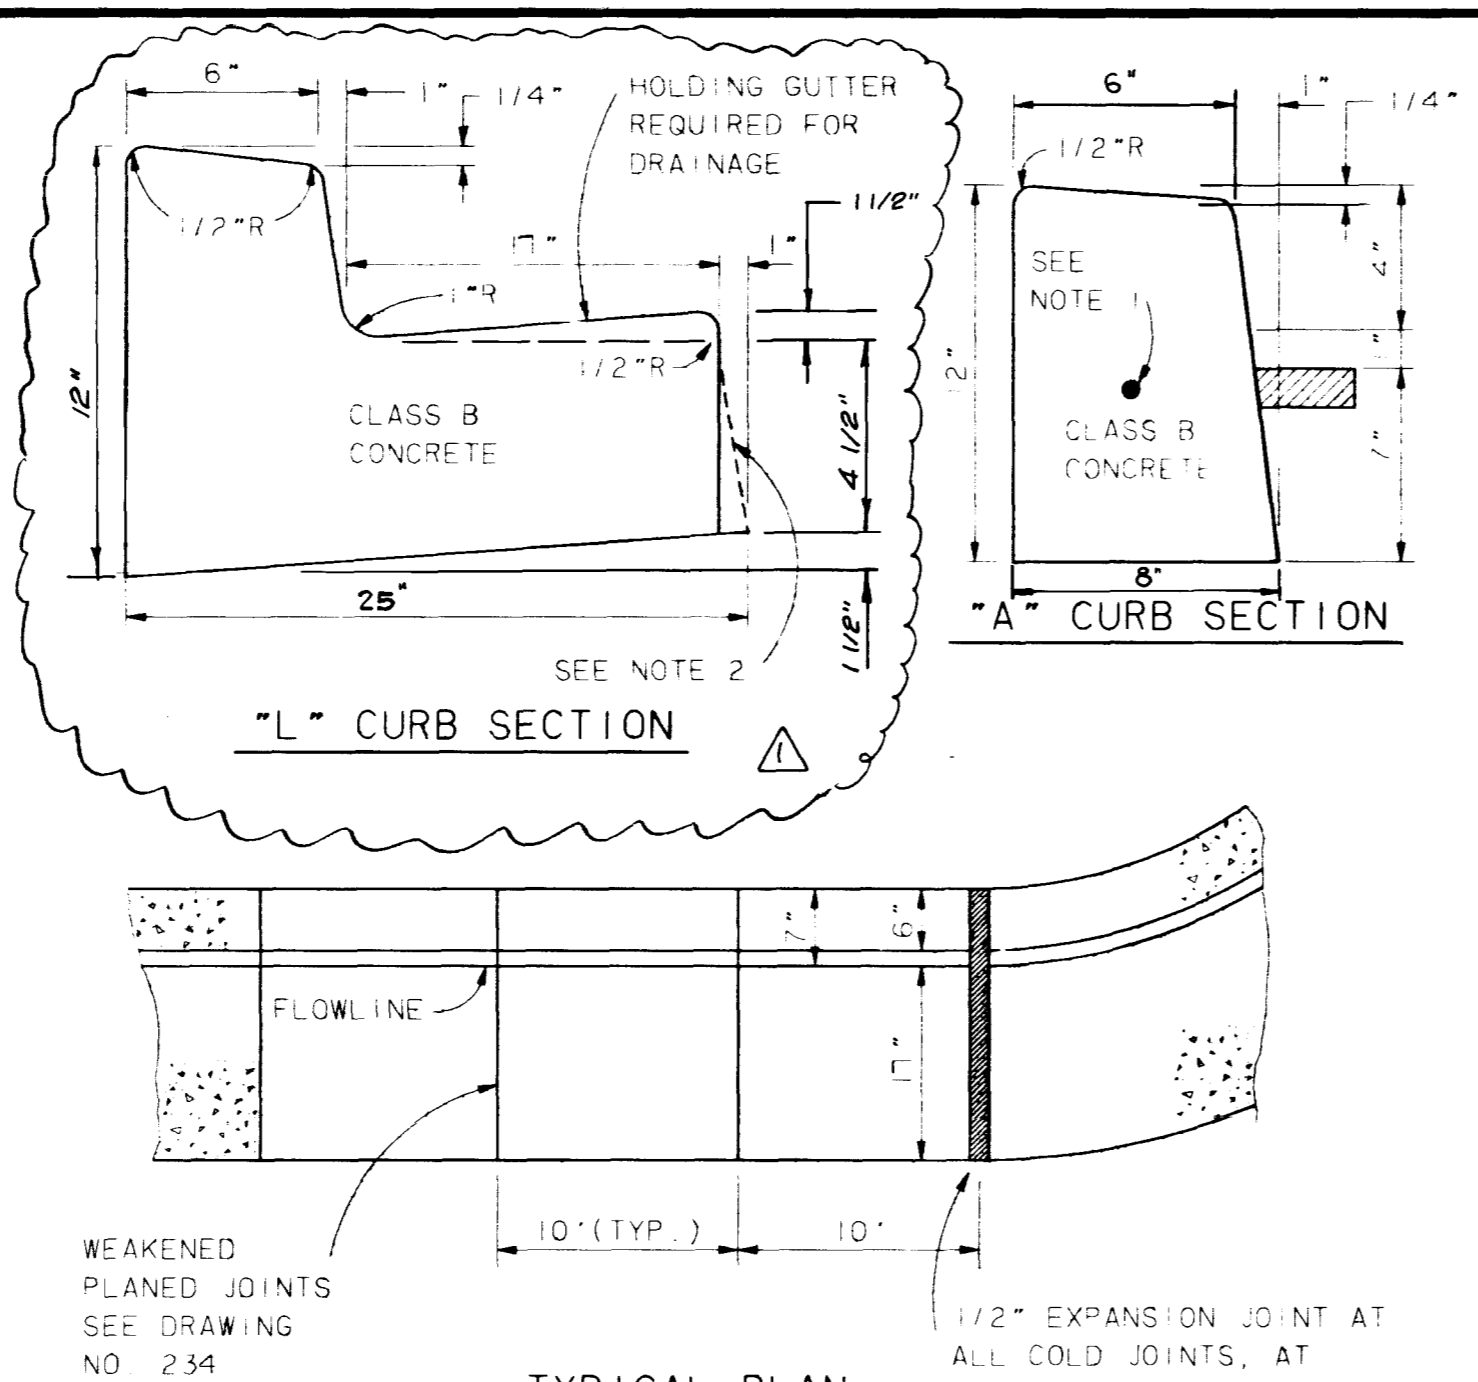 6"
1"
1/4"
HOLDING GUTTER
REQUIRED FOR
DRAINAGE
1/2"R
17"
1 1/2"
1"
1"R
1/2"R
12"
CLASS B
CONCRETE
4 1/2"
25"
1 1/2"
SEE NOTE 2
"L" CURB SECTION
1
6"
1"
1/4"
1/2"R
SEE
NOTE 1
4"
1"
12"
CLASS B
CONCRETE
7"
8"
"A" CURB SECTION
7"
6"
FLOWLINE
17"
10'(TYP.)
10'
WEAKENED
PLANED JOINTS
SEE DRAWING
NO. 234
1/2" EXPANSION JOINT AT
ALL COLD JOINTS, AT
TYPICAL PLAN